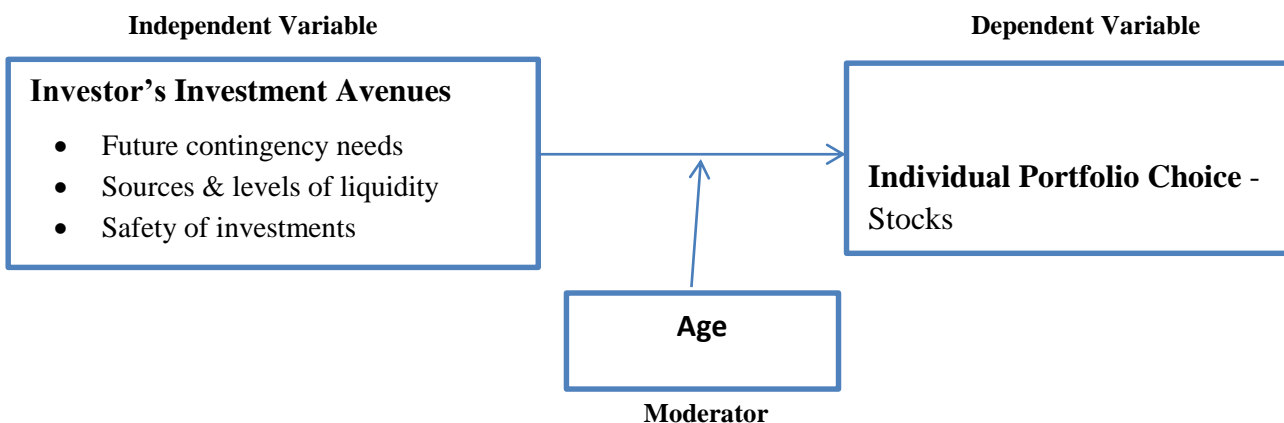 Independent Variable
Dependent Variable
Investor’s Investment Avenues
• Future contingency needs
• Sources & levels of liquidity
• Safety of investments
Individual Portfolio Choice -
Stocks
Age
Moderator